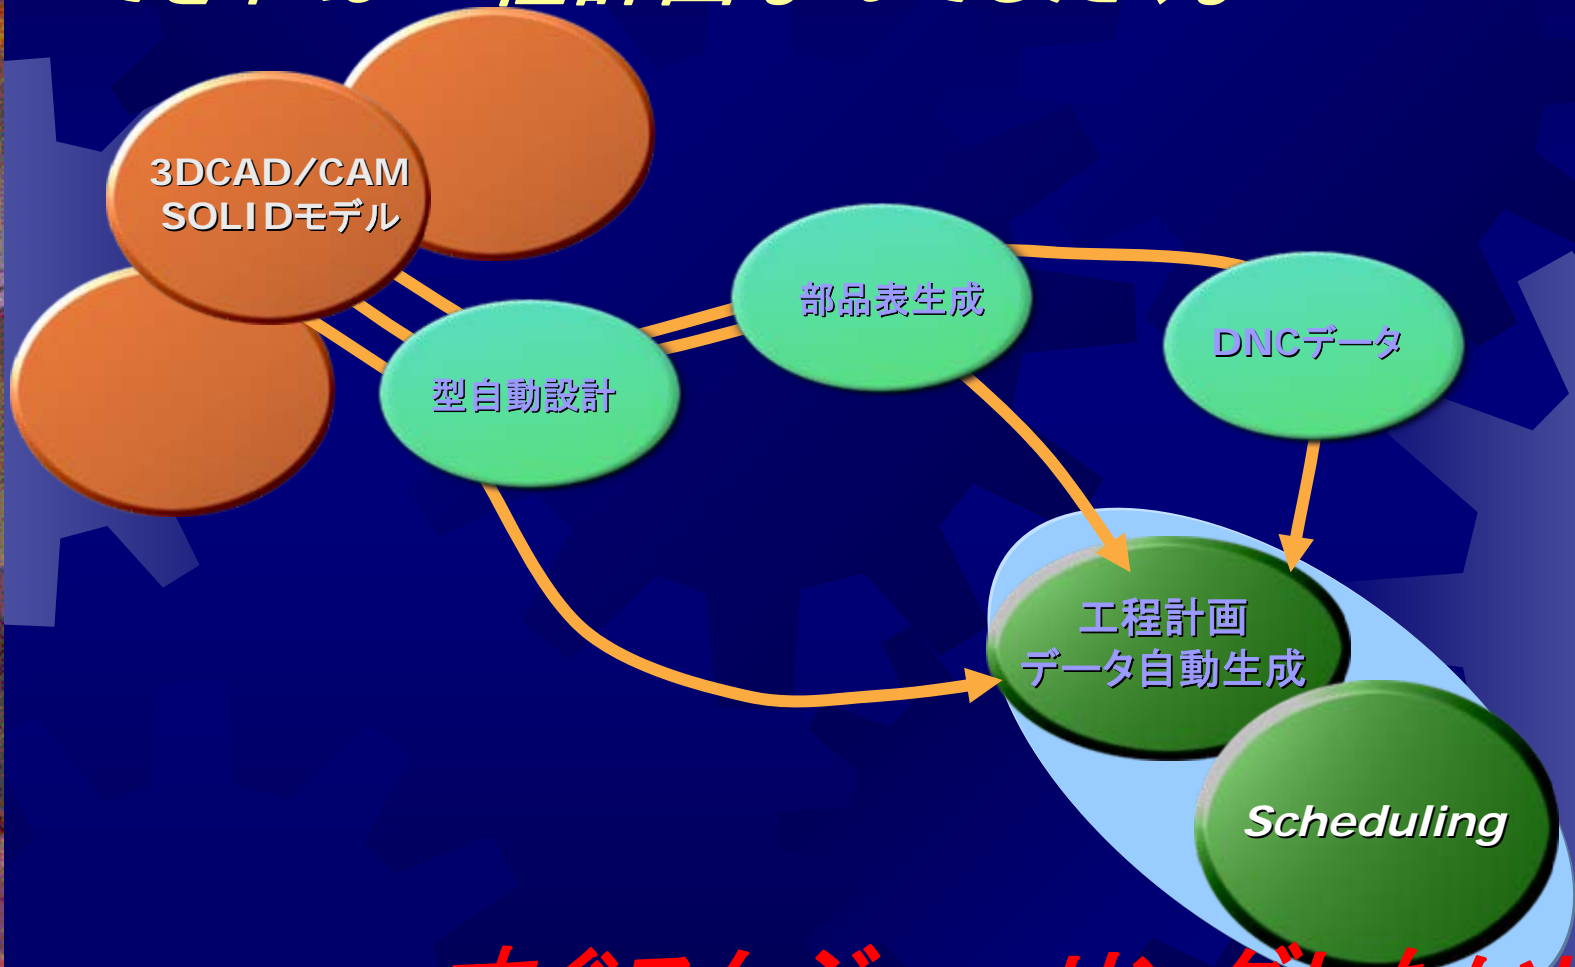 3DCAD/CAM
SOLIDモデル
部品表生成
DNCデータ
型自動設計
工程計画
データ自動生成
Scheduling